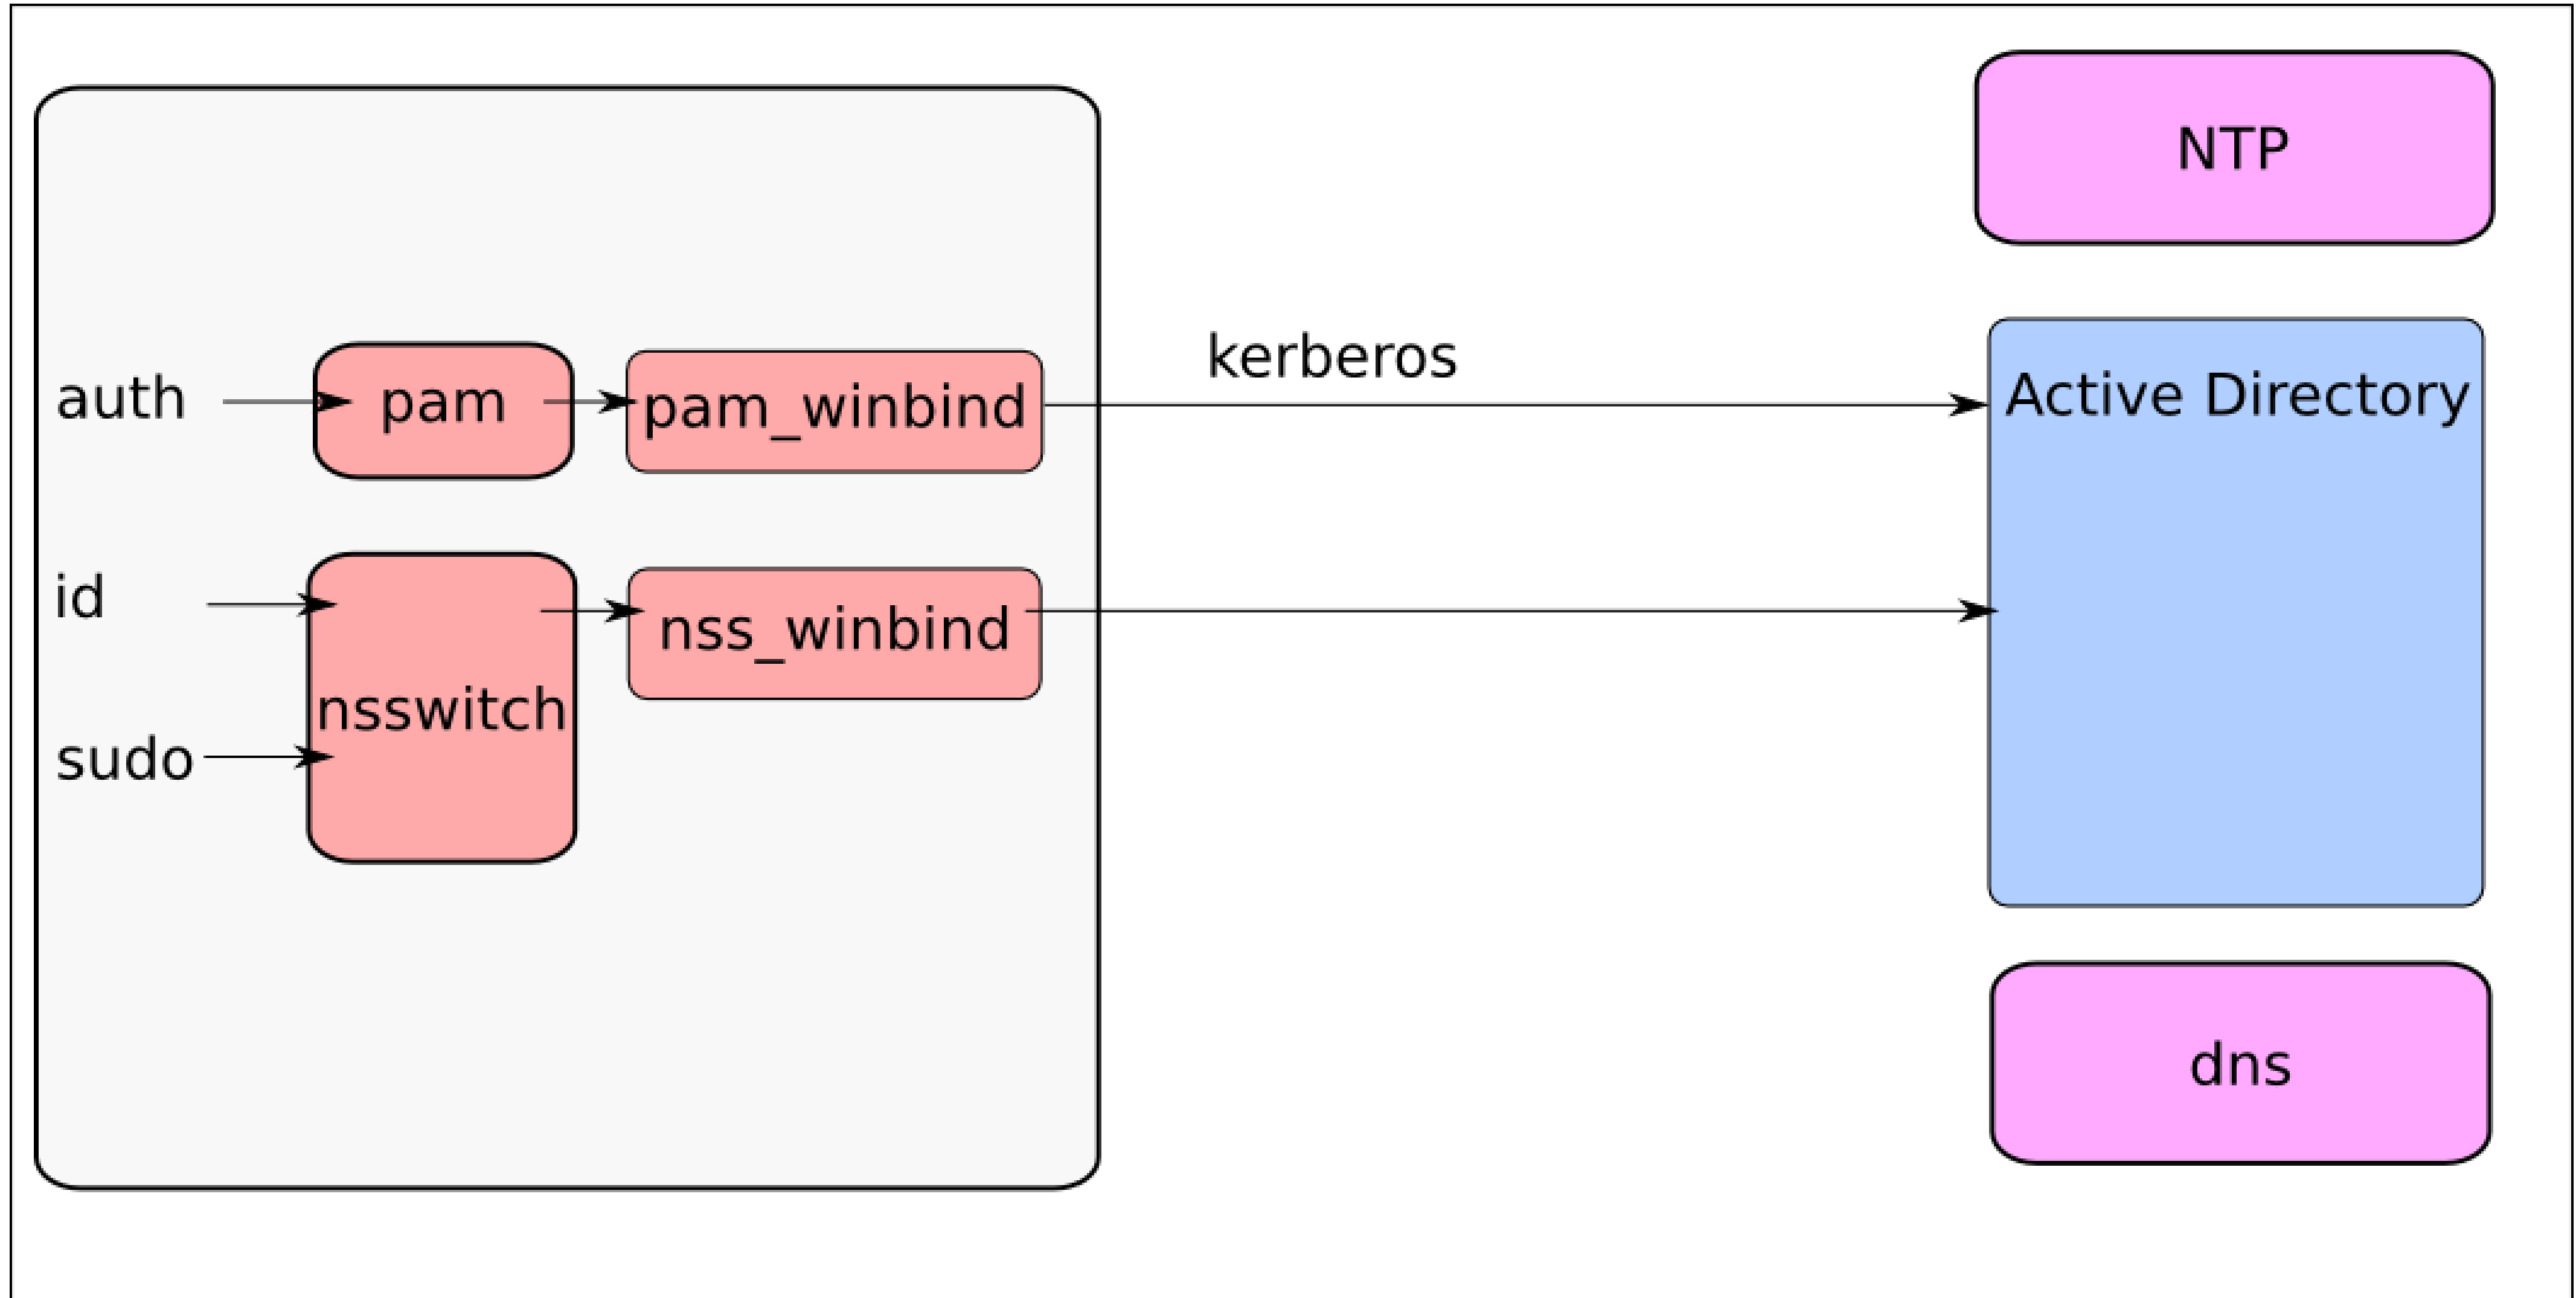 NTP
kerberos
auth
pam
pam_winbind
Active Directory
id
nss_winbind
nsswitch
sudo
dns